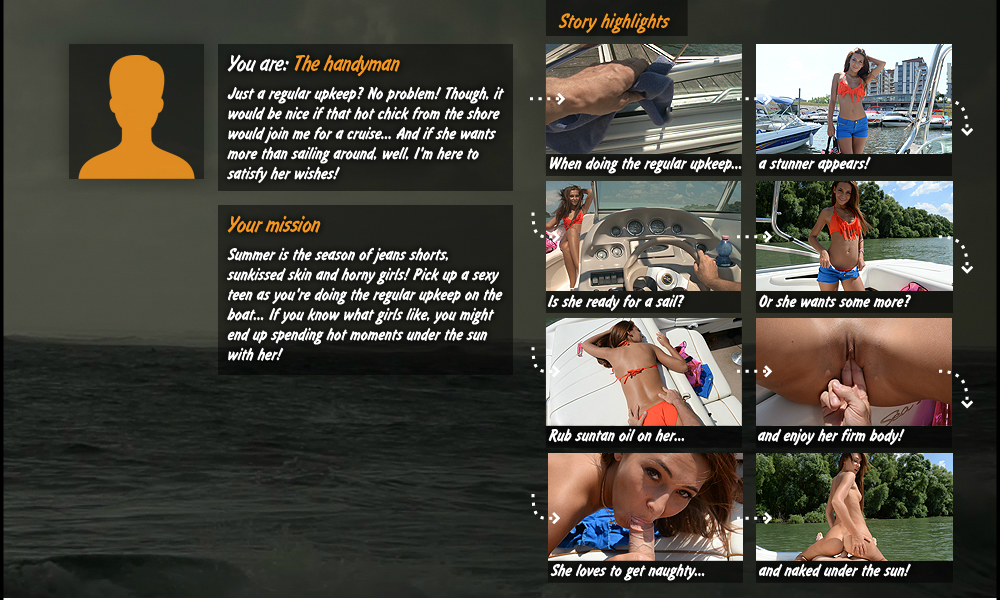 Story highlights
You are: The handyman
Just a regular upkeep? No problem! Though, it
would be nice if that hot chick from the shore
would join me for a cruise... And if she wants
more than sailing around, well, I'm here to
satisfy her wishes!
Your mission
Summer is the season of jeans shorts,
sunkissed skin and horny girls! Pick up a sexy
teen as you're doing the regular upkeep on the
boat... If you know what girls like, you might
end up spending hot moments under the sun
with her!
When doing the regular upkeep...
a stunner appears!
Is she ready for a sail?
Or she wants some more?
Rub suntan oil on her...
and enjoy her firm body!
She loves to get naughty...
and naked under the sun!